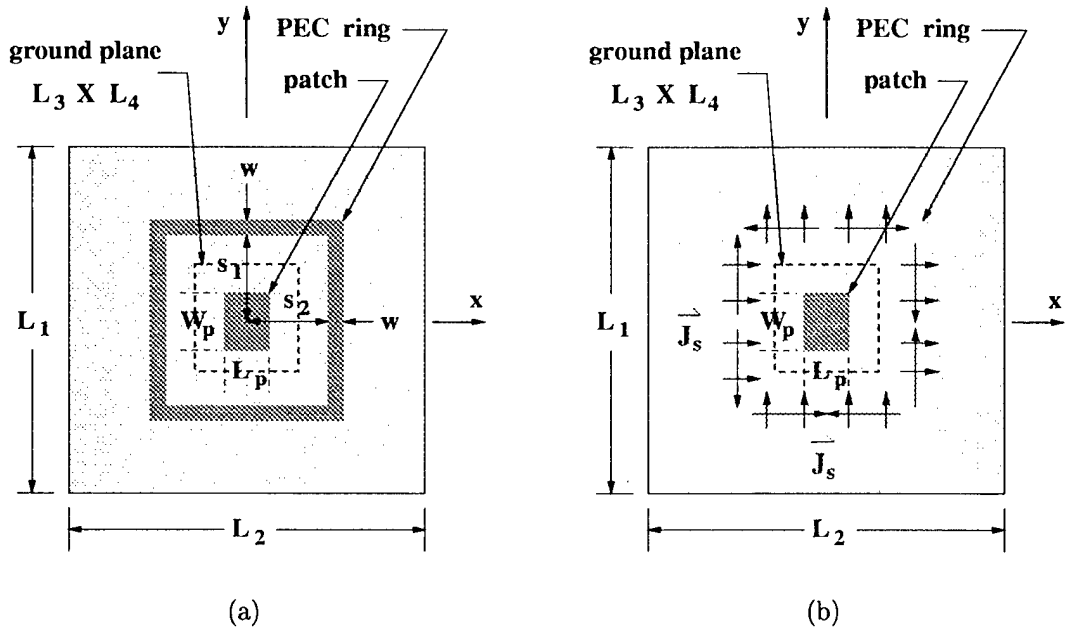 y
PEC ring
ground plane
patch
L3 X L4
w
s1
s2
x
L1
Wp
w
Lp
L2
(a)
y
PEC ring
ground plane
patch
L3 X L4
x
L1
Js
Wp
Lp
Js
L2
(b)